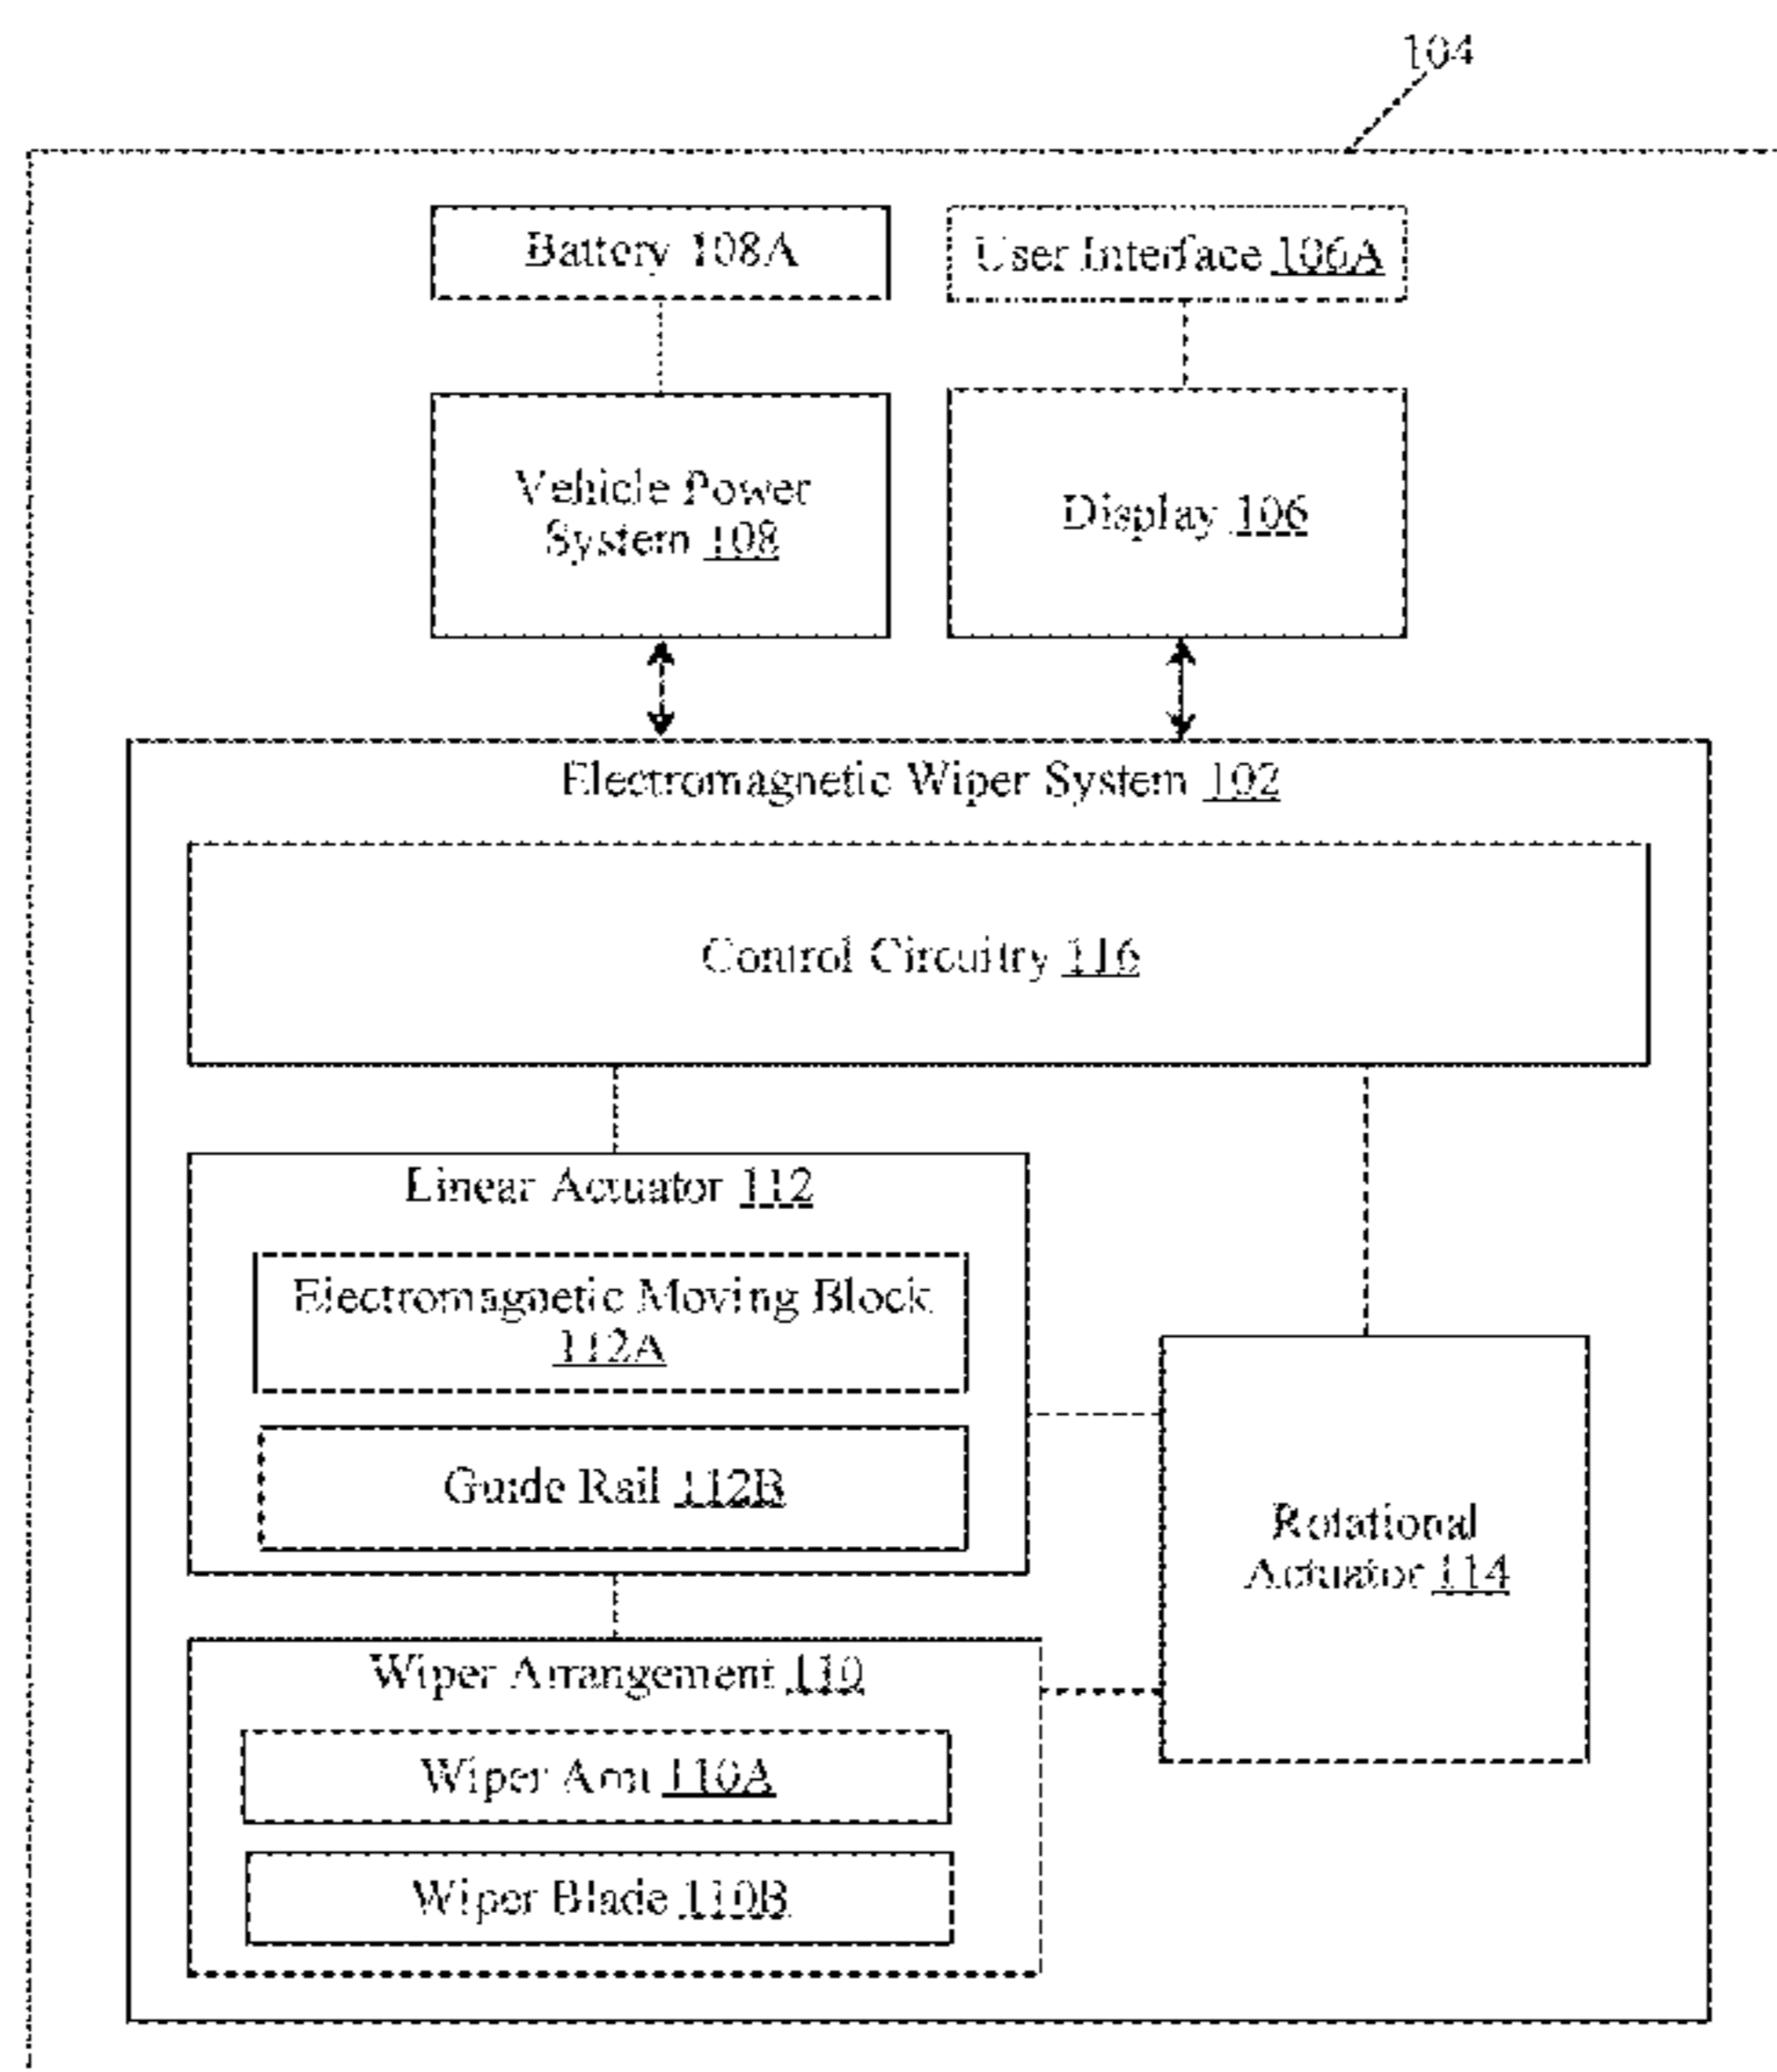 104
Battery 108A
User Interface 106A
Vehicle Power
System 108
Display 106
Electromagnetic Wiper System 102
Control Circuitry 116
Linear Actuator 112
Electromagnetic Moving Block
112A
Guide Rail 112B
Rotational
Actuator 114
Wiper Arrangement 110
Wiper Arm 110A
Wiper Blade 110B